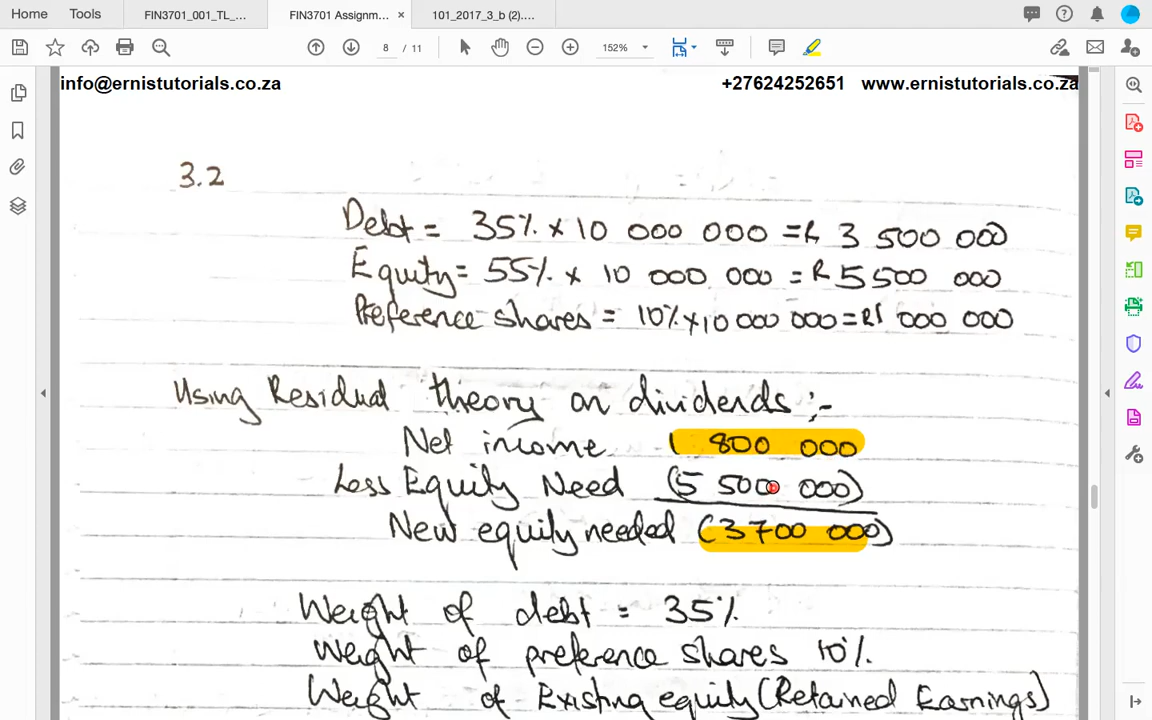 Home Tools FIN3701_001_TL_... FIN3701 Assignm... × 101_2017_3_b (2)....
8 / 11 152%
info@ernistutorials.co.za +27624252651 www.ernistutorials.co.za
3.2
Debt = 35% × 10 000 000 = R 3 500 000
Equity = 55% × 10 000 000 = R 5 500 000
Preference shares = 10% × 10 000 000 = R1 000 000
Using Residual theory on dividends :-
Net income 1 800 000
Less Equity Need (5 500 000)
New equity needed (3 700 000)
Weight of debt = 35%
Weight of preference shares 10%
Weight of Existing equity (Retained Earnings)